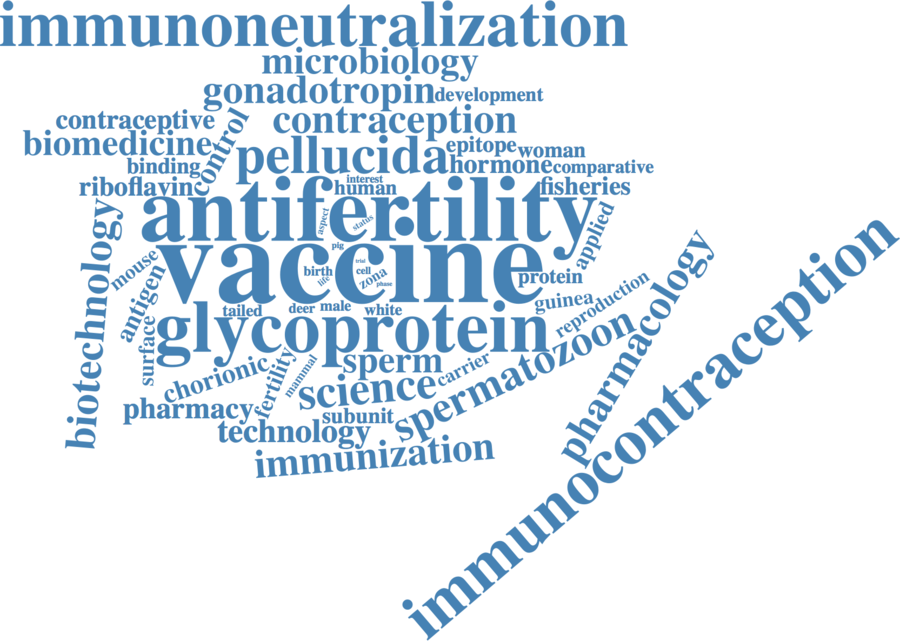 immunoneutralization
microbiology
gonadotropin
development
contraceptive
control
contraception
biomedicine
pellucida
epitope
woman
binding
hormone
comparative
riboflavin
interest
human
fisheries
antifertility
aspect
status
applied
biotechnology
mouse
vaccine
pig
trial
birth
cell
life
zona
phase
protein
antigen
tailed
deer
male
white
guinea
reproduction
pharmacology
surface
glycoprotein
chorionic
fertility
mammal
sperm
science
carrier
spermatozoon
pharmacy
subunit
technology
immunization
immunocontraception